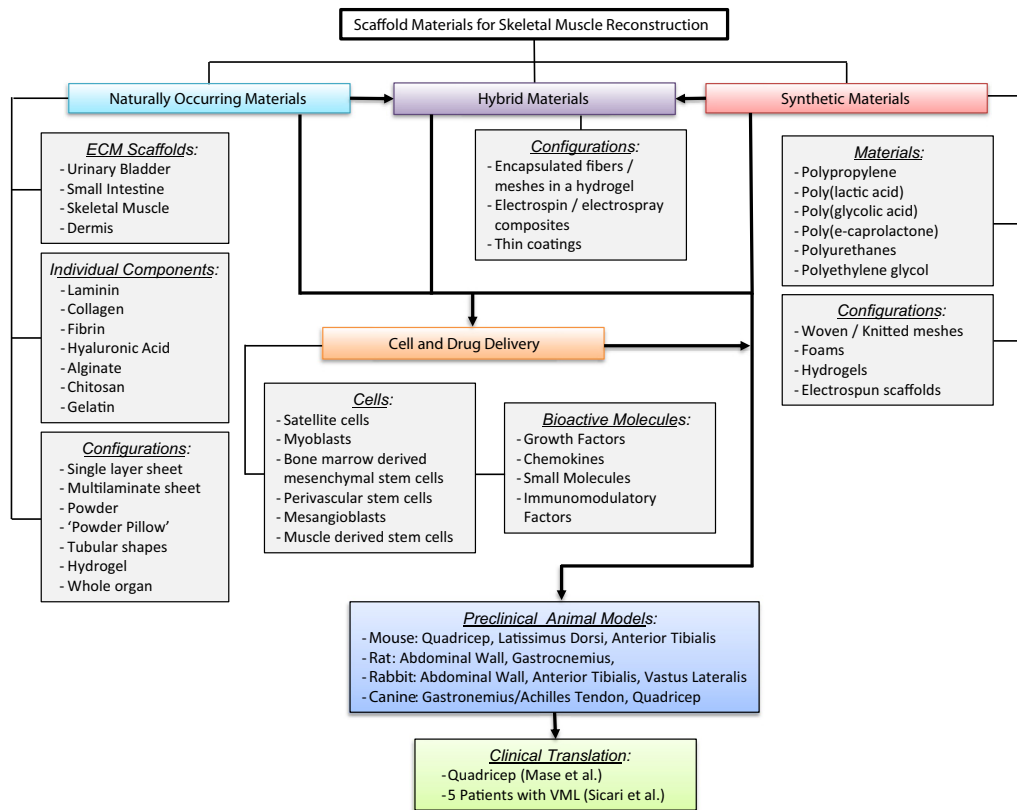 Scaffold Materials for Skeletal Muscle Reconstruction
Naturally Occurring Materials
Hybrid Materials
Synthetic Materials
ECM Scaffolds:
- Urinary Bladder
- Small Intestine
- Skeletal Muscle
- Dermis
Individual Components:
- Laminin
- Collagen
- Fibrin
- Hyaluronic Acid
- Alginate
- Chitosan
- Gelatin
Configurations:
- Single layer sheet
- Multilaminate sheet
- Powder
- ‘Powder Pillow’
- Tubular shapes
- Hydrogel
- Whole organ
Configurations:
- Encapsulated fibers /
meshes in a hydrogel
- Electrospin / electrospray
composites
- Thin coatings
Materials:
- Polypropylene
- Poly(lactic acid)
- Poly(glycolic acid)
- Poly(e-caprolactone)
- Polyurethanes
- Polyethylene glycol
Configurations:
- Woven / Knitted meshes
- Foams
- Hydrogels
- Electrospun scaffolds
Cell and Drug Delivery
Cells:
- Satellite cells
- Myoblasts
- Bone marrow derived
mesenchymal stem cells
- Perivascular stem cells
- Mesangioblasts
- Muscle derived stem cells
Bioactive Molecules:
- Growth Factors
- Chemokines
- Small Molecules
- Immunomodulatory
Factors
Preclinical Animal Models:
- Mouse: Quadricep, Latissimus Dorsi, Anterior Tibialis
- Rat: Abdominal Wall, Gastrocnemius,
- Rabbit: Abdominal Wall, Anterior Tibialis, Vastus Lateralis
- Canine: Gastronemius/Achilles Tendon, Quadricep
Clinical Translation:
- Quadricep (Mase et al.)
- 5 Patients with VML (Sicari et al.)